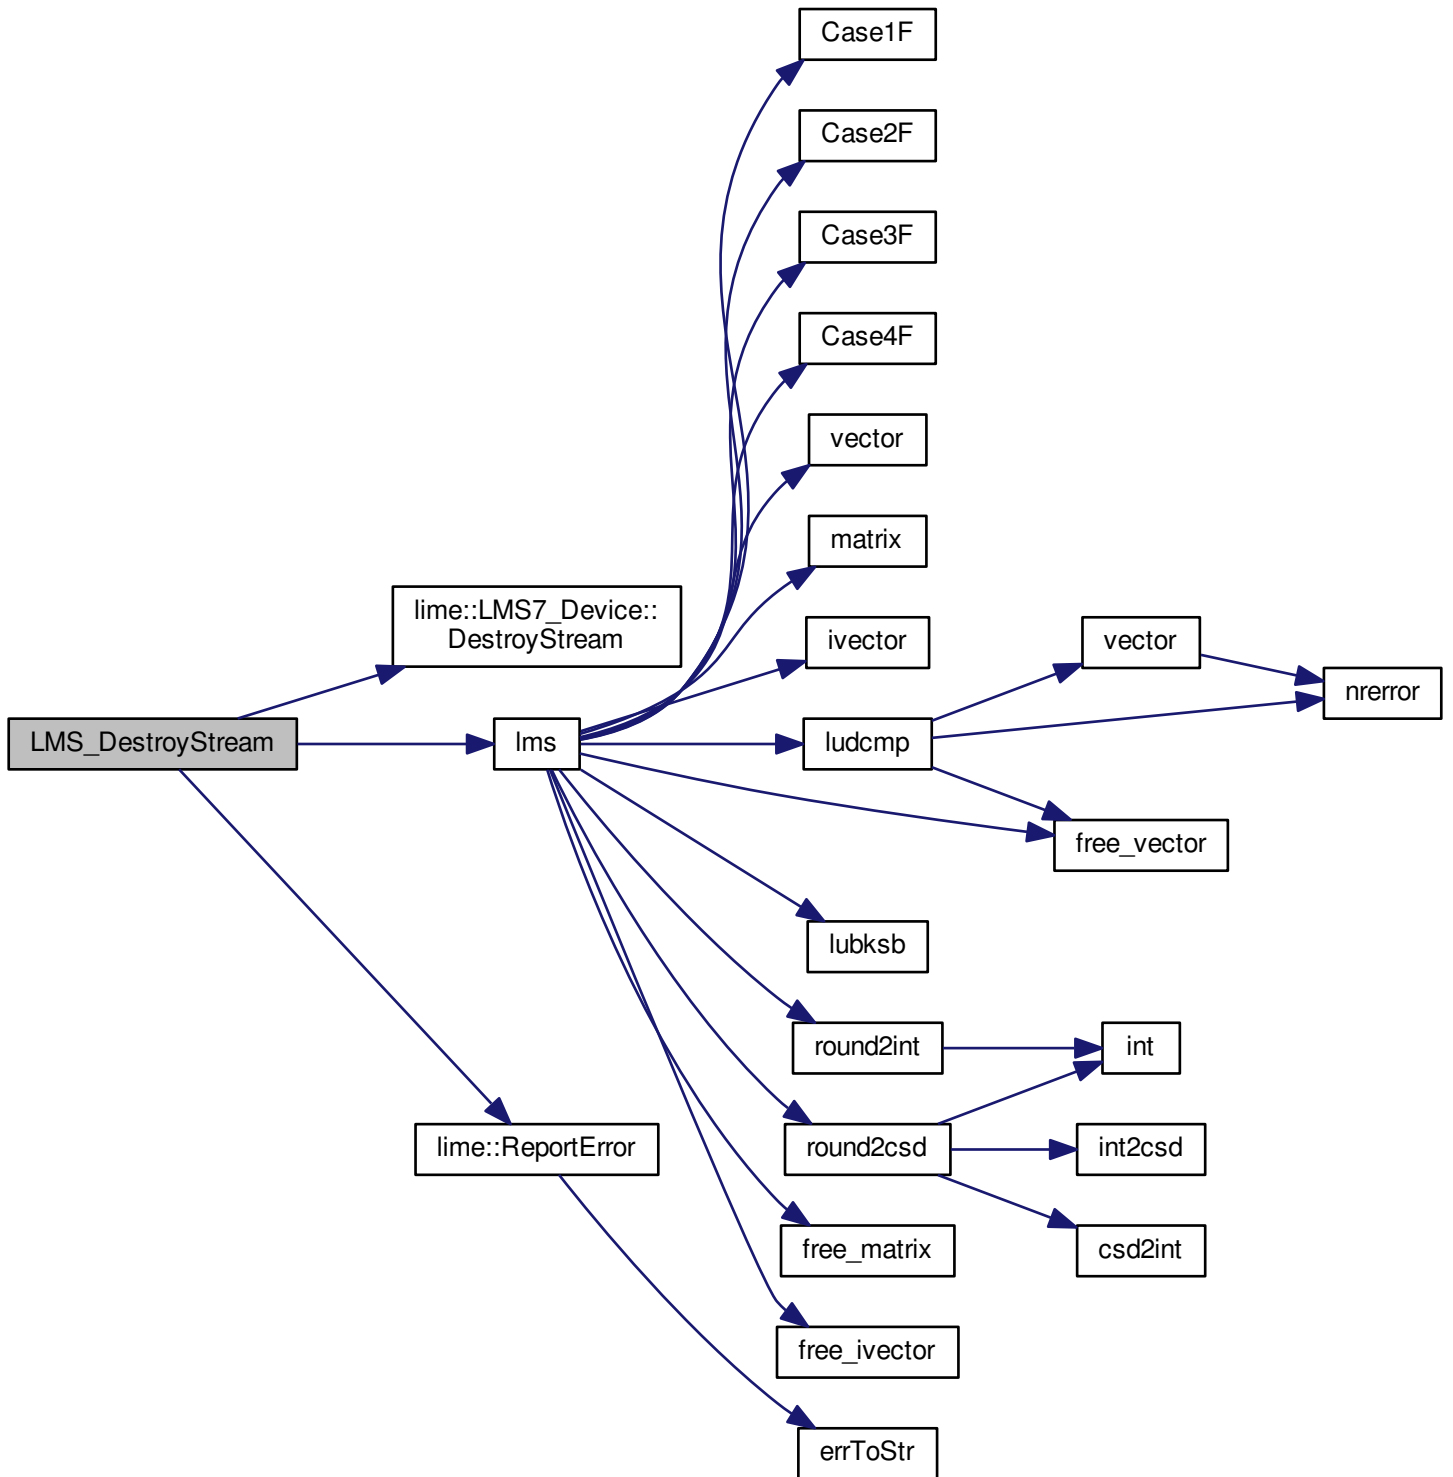 Case1F
Case2F
Case3F
Case4F
vector
matrix
lime::LMS7_Device::
DestroyStream
ivector
vector
nrerror
LMS_DestroyStream
lms
ludcmp
free_vector
lubksb
round2int
int
lime::ReportError
round2csd
int2csd
free_matrix
csd2int
free_ivector
errToStr